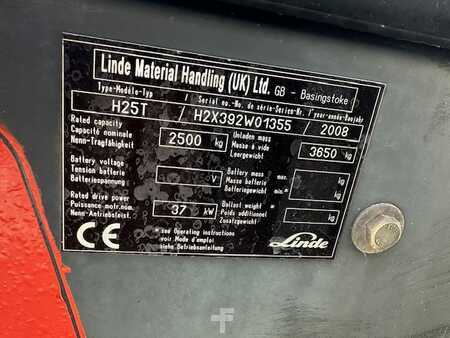 Linde Material Handling (UK) Ltd. GB - Basingstoke
Type-Modèle-Typ Serial no.-No. de série-Serien-Nr. / year-année-Baujahr
H25T / H2X392W01355 / 2008
Rated capacity
Capacité nominale
Nenn-Tragfähigkeit
2500 kg
Unladen mass
Masse à vide
Leergewicht
3650 kg
Battery voltage
Tension batterie
Batteriespannung
V
Battery mass
Masse batterie
Batteriegewicht
max *
min *
kg
kg
Rated drive power
Puissance motr.nom.
Nenn-Antriebsleist.
37 kW
Ballast weight *
Poids additionnel
Zusatzgewicht
kg
CE
* see Operating instructions
voir Mode d'emploi
siehe Betriebsanleitung
Linde